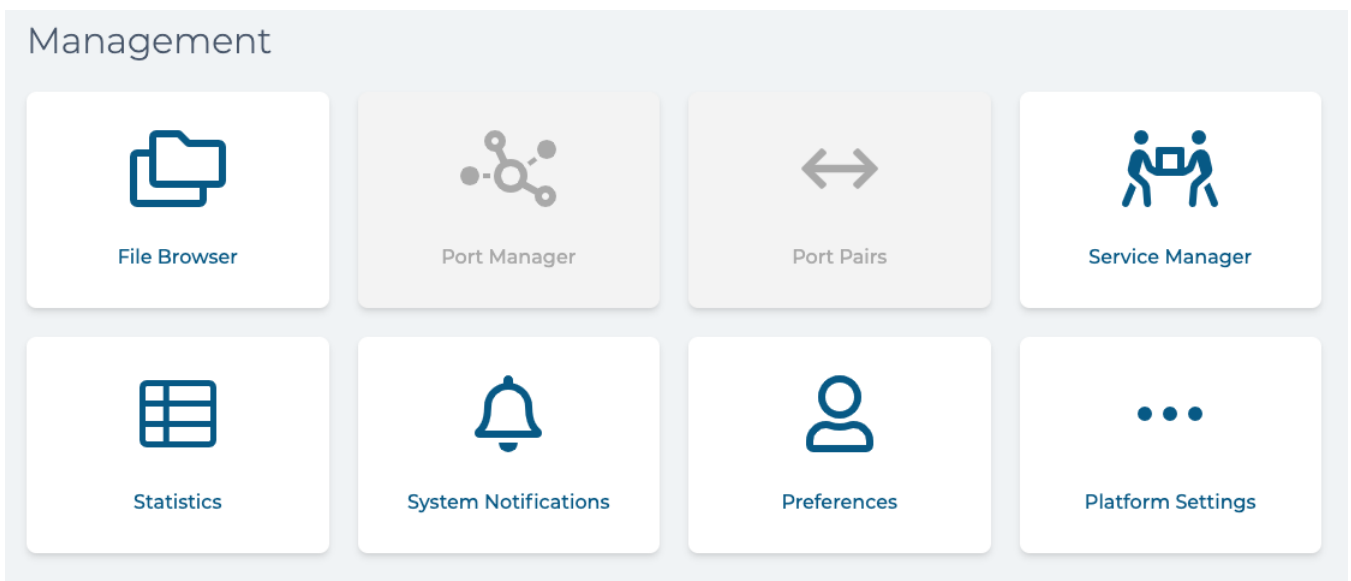 Management
File Browser
Port Manager
Port Pairs
Service Manager
Statistics
System Notifications
Preferences
Platform Settings